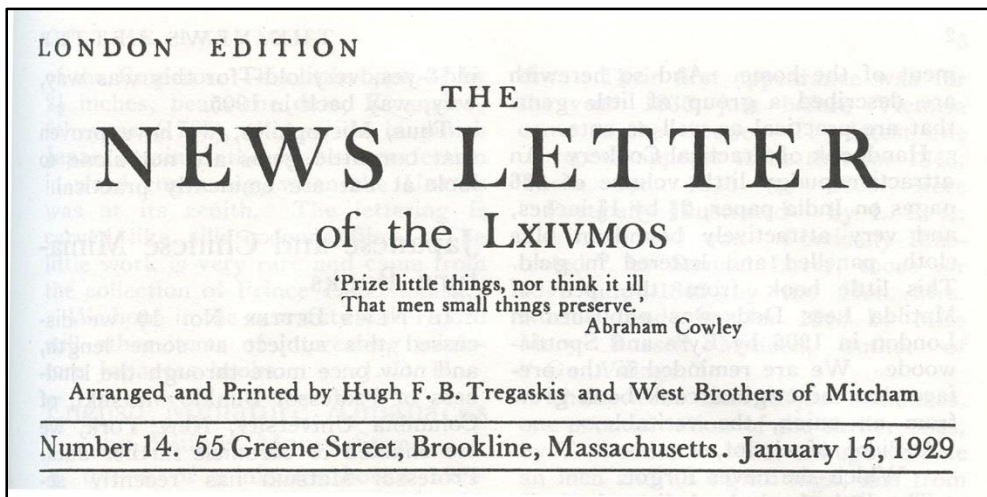 LONDON EDITION
THE
NEWS LETTER
of the LXIVMOS
'Prize little things, nor think it ill
That men small things preserve,'
Abraham Cowley
Arranged and Printed by Hugh F. B. Tregaskis and West Brothers of Mitcham
Number 14. 55 Greene Street, Brookline, Massachusetts. January 15, 1929